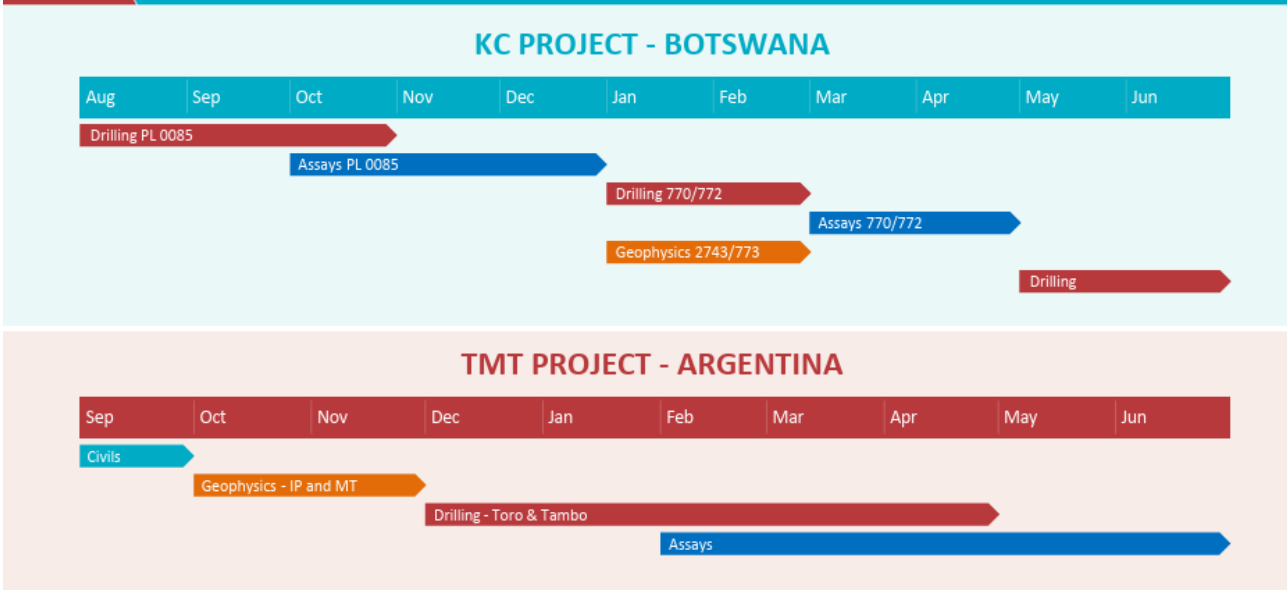 KC PROJECT - BOTSWANA
Aug Sep Oct Nov Dec Jan Feb Mar Apr May Jun
Drilling PL 0085
Assays PL 0085
Drilling 770/772
Assays 770/772
Geophysics 2743/773
Drilling
TMT PROJECT - ARGENTINA
Sep Oct Nov Dec Jan Feb Mar Apr May Jun
Civils
Geophysics - IP and MT
Drilling - Toro & Tambo
Assays